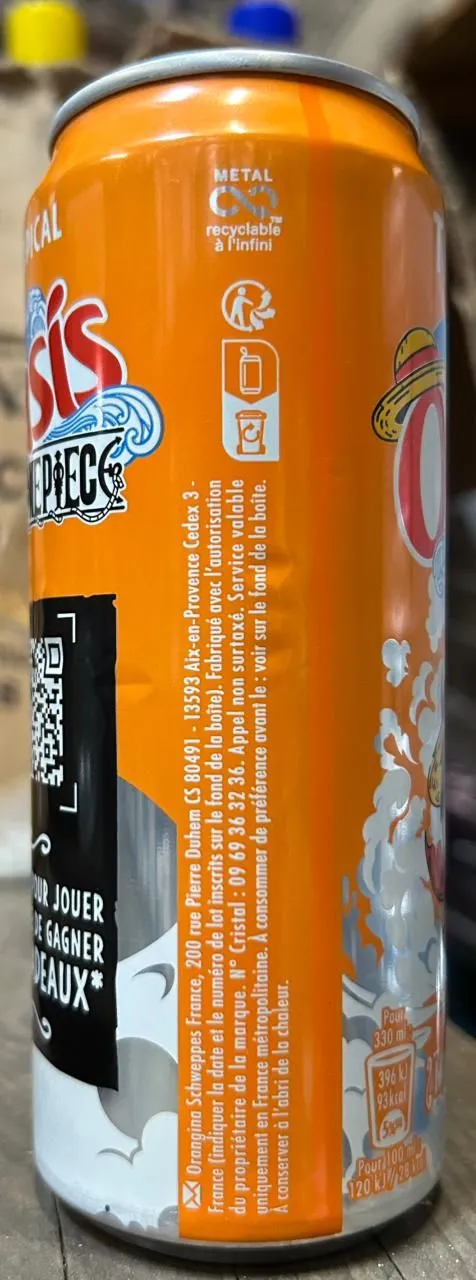 METAL
recyclable™
à l'infini
PICAL
sis
NEPIECE
OUR JOUER
DE GAGNER
DEAUX*
Orangina Schweppes France, 200 rue Pierre Duhem CS 80491 - 13593 Aix-en-Provence Cedex 3 -
France (indiquer la date et le numéro de lot inscrits sur le fond de la boîte). Fabriqué avec l'autorisation
du propriétaire de la marque. N° Cristal : 09 69 36 32 36. Appel non surtaxé. Service valable
uniquement en France métropolitaine. À consommer de préférence avant le : voir sur le fond de la boîte.
À conserver à l'abri de la chaleur.
T
O
Pour
330 ml
396 kJ
93kcal
Pour 100 ml
120 kJ / 28 kcal